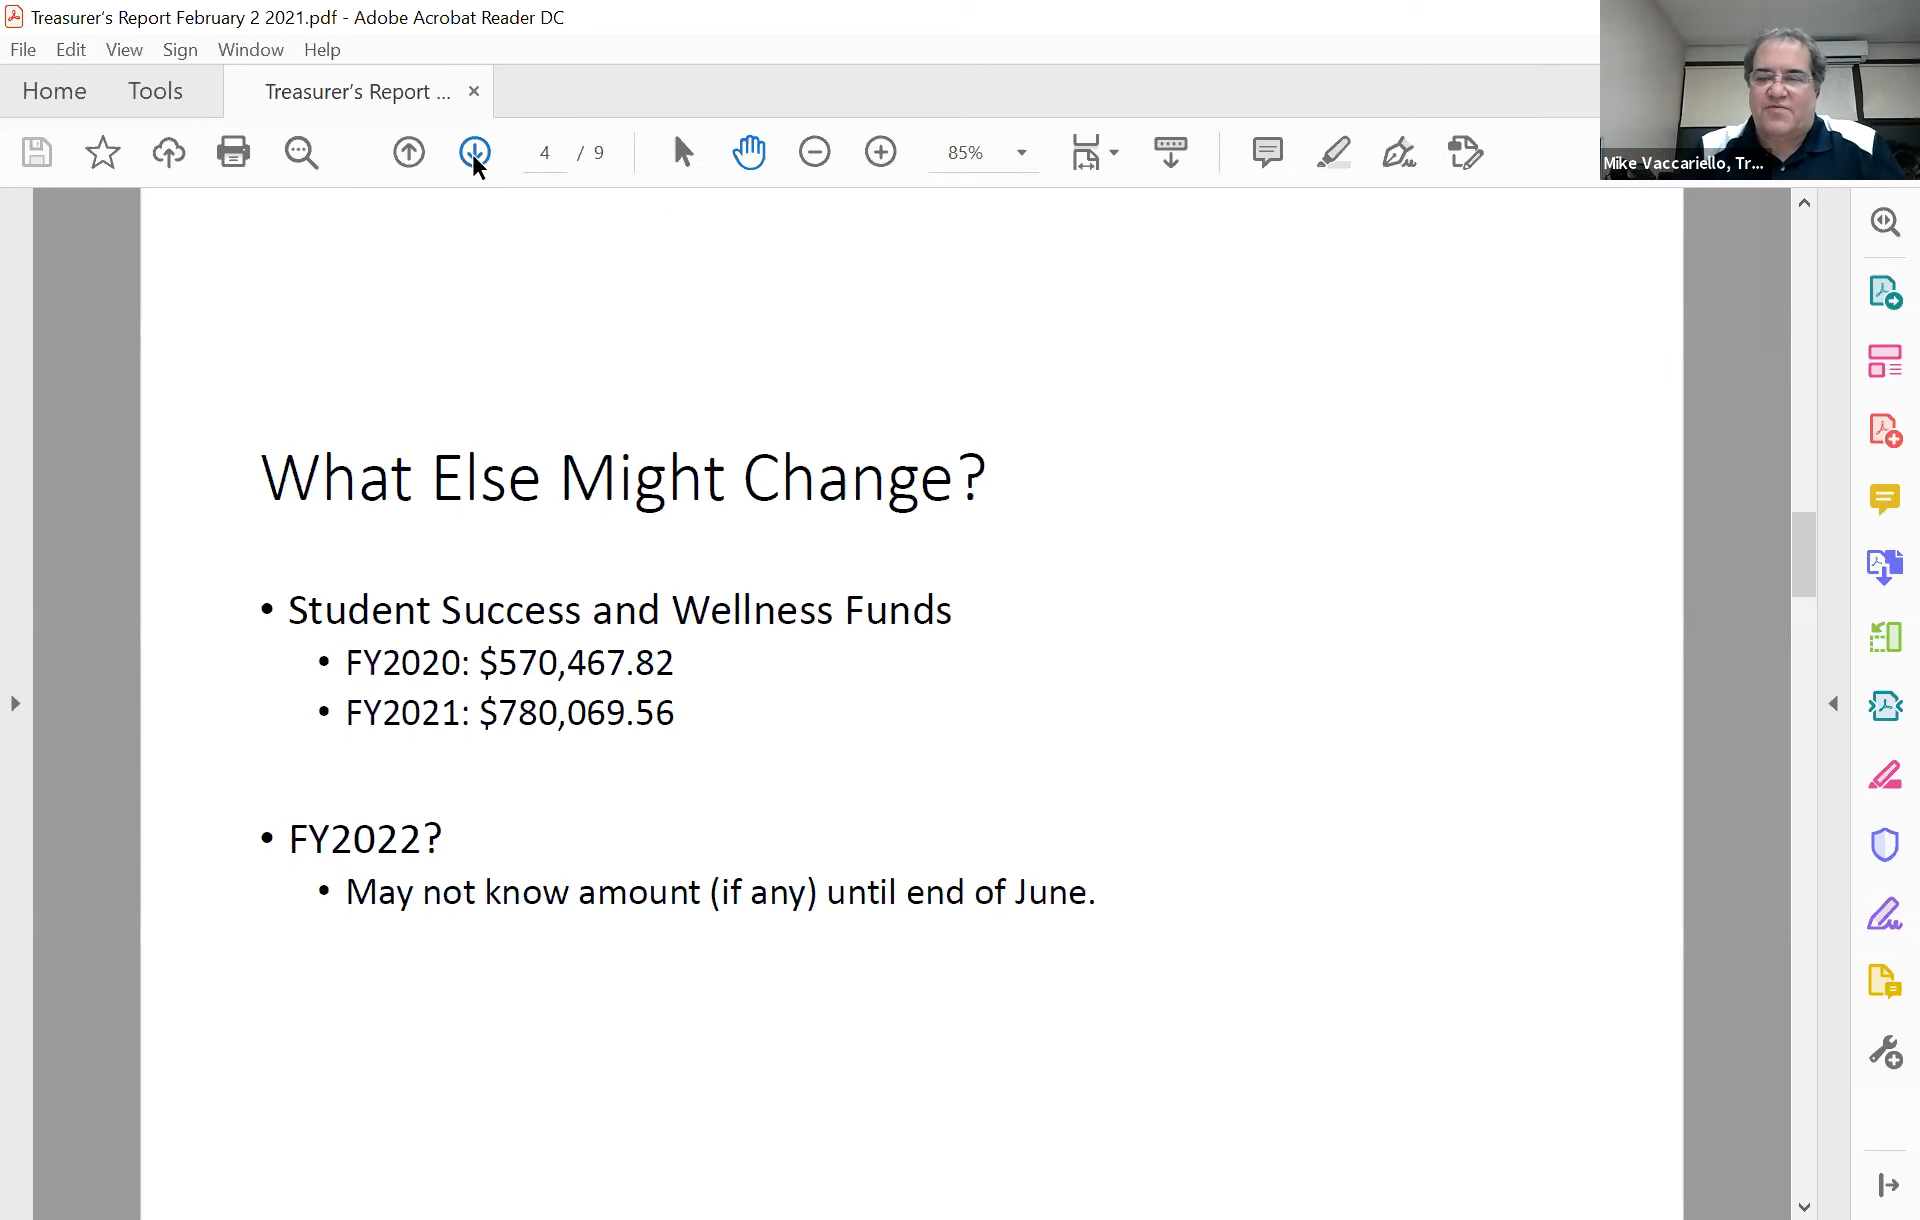 Treasurer's Report February 2 2021.pdf - Adobe Acrobat Reader DC
File Edit View Sign Window Help
Home Tools Treasurer's Report ... ×
4 / 9 85%
Mike Vaccariello, Tr...
What Else Might Change?
• Student Success and Wellness Funds
• FY2020: $570,467.82
• FY2021: $780,069.56
• FY2022?
• May not know amount (if any) until end of June.